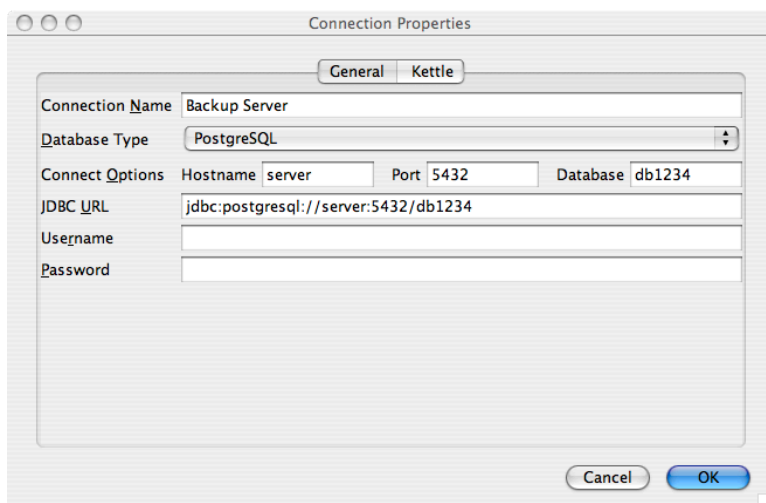 Connection Properties
General Kettle
Connection Name Backup Server
Database Type PostgreSQL
Connect Options Hostname server Port 5432 Database db1234
JDBC URL jdbc:postgresql://server:5432/db1234
Username
Password
Cancel OK